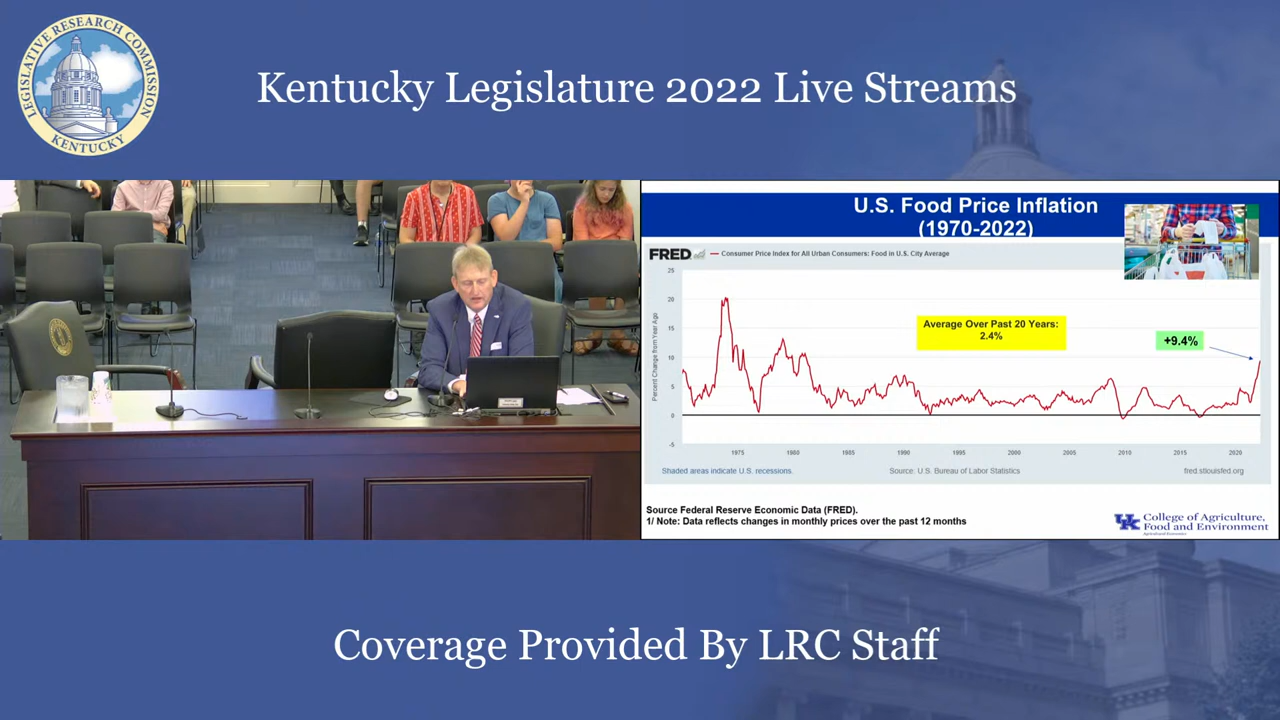 LEGISLATIVE RESEARCH COMMISSION
KENTUCKY
Kentucky Legislature 2022 Live Streams
U.S. Food Price Inflation
(1970-2022)
FRED
Consumer Price Index for All Urban Consumers: Food in U.S. City Average
25
20
15
10
5
0
-5
Percent Change from Year Ago
Average Over Past 20 Years:
2.4%
+9.4%
1975 1980 1985 1990 1995 2000 2005 2010 2015 2020
Shaded areas indicate U.S. recessions. Source: U.S. Bureau of Labor Statistics fred.stlouisfed.org
Source Federal Reserve Economic Data (FRED).
1/ Note: Data reflects changes in monthly prices over the past 12 months
UK College of Agriculture,
Food and Environment
Agricultural Economics
Coverage Provided By LRC Staff